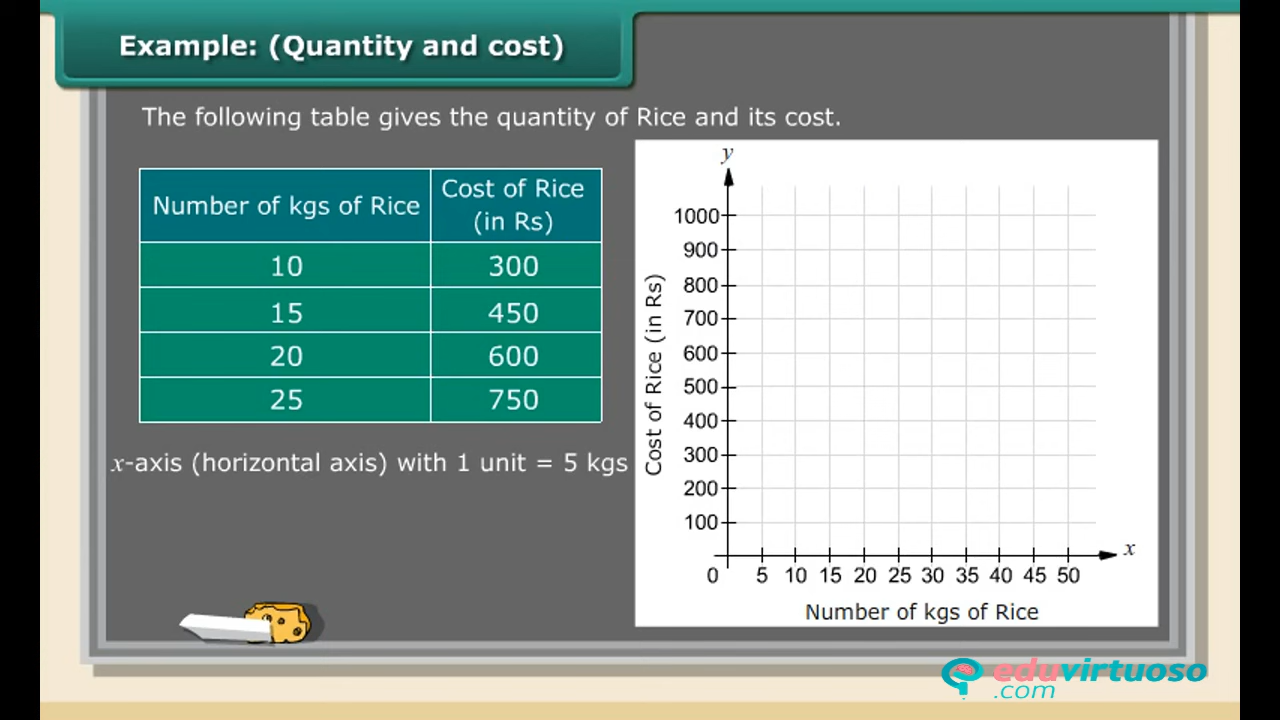 Example: (Quantity and cost)
The following table gives the quantity of Rice and its cost.
Number of kgs of Rice
Cost of Rice
(in Rs)
10 300
15 450
20 600
25 750
x-axis (horizontal axis) with 1 unit = 5 kgs
y
1000
900
800
700
600
500
400
300
200
100
Cost of Rice (in Rs)
x
0 5 10 15 20 25 30 35 40 45 50
Number of kgs of Rice
eduvirtuoso
.com